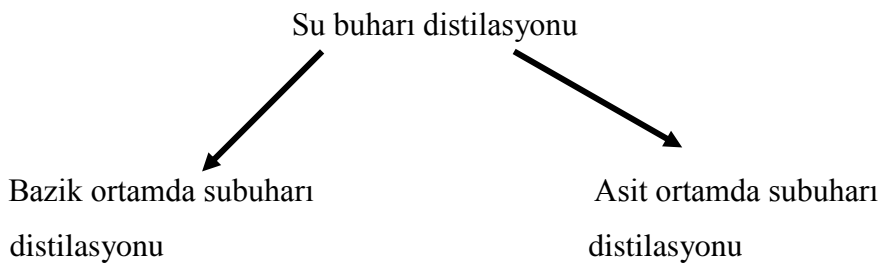 Su buharı distilasyonu
Bazik ortamda subuharı
distilasyonu
Asit ortamda subuharı
distilasyonu